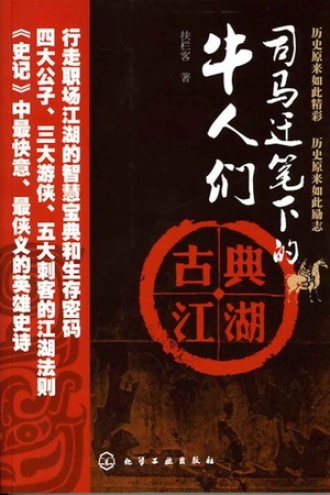 历史原来如此精彩 历史原来如此励志
司马迁笔下的
牛人们
扶栏客 著
古典
江湖
行走职场江湖的智慧宝典和生存密码
四大公子、三大游侠、五大刺客的江湖法则
《史记》中最快意、最侠义的英雄史诗
化学工业出版社